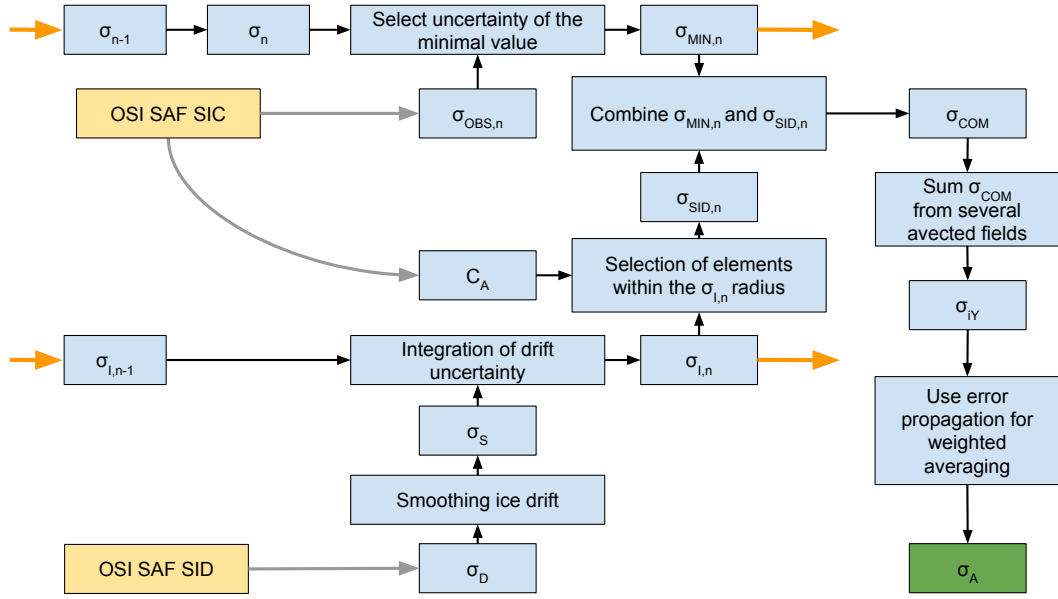 σn-1
σn
Select uncertainty of the
minimal value
σMIN,n
OSI SAF SIC
σOBS,n
Combine σMIN,n and σSID,n
σCOM
σSID,n
Sum σCOM
from several
avected fields
CA
Selection of elements
within the σI,n radius
σiY
σI,n-1
Integration of drift
uncertainty
σI,n
Use error
propagation for
weighted
averaging
σS
Smoothing ice drift
OSI SAF SID
σD
σA